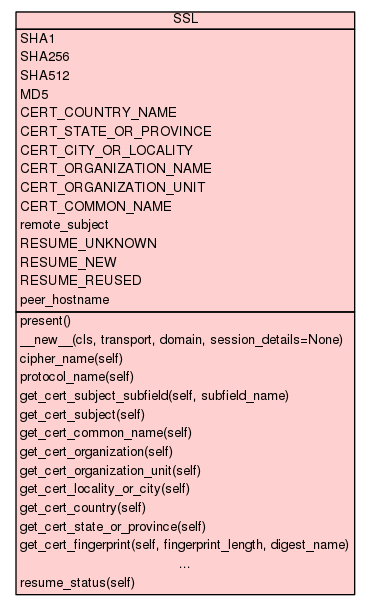 SSL
SHA1
SHA256
SHA512
MD5
CERT_COUNTRY_NAME
CERT_STATE_OR_PROVINCE
CERT_CITY_OR_LOCALITY
CERT_ORGANIZATION_NAME
CERT_ORGANIZATION_UNIT
CERT_COMMON_NAME
remote_subject
RESUME_UNKNOWN
RESUME_NEW
RESUME_REUSED
peer_hostname
present()
__new__(cls, transport, domain, session_details=None)
cipher_name(self)
protocol_name(self)
get_cert_subject_subfield(self, subfield_name)
get_cert_subject(self)
get_cert_common_name(self)
get_cert_organization(self)
get_cert_organization_unit(self)
get_cert_locality_or_city(self)
get_cert_country(self)
get_cert_state_or_province(self)
get_cert_fingerprint(self, fingerprint_length, digest_name)
...
resume_status(self)